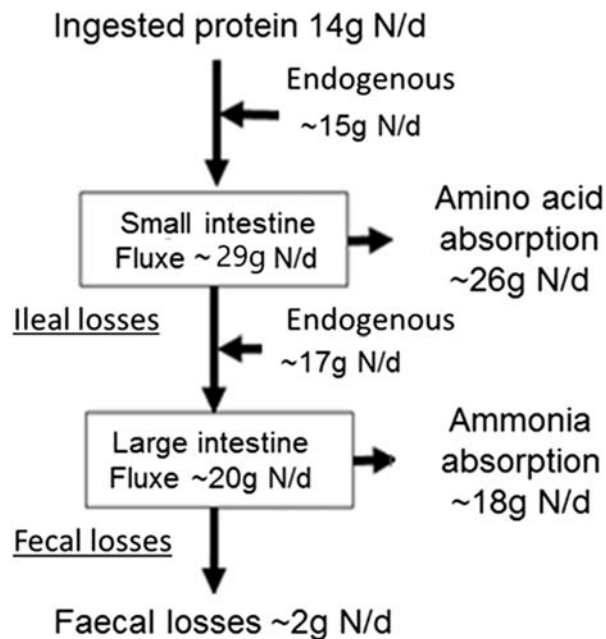 Ingested protein 14g N/d
Endogenous
~15g N/d
Small intestine
Fluxe ~29g N/d
Amino acid
absorption
~26g N/d
Ileal losses
Endogenous
~17g N/d
Large intestine
Fluxe ~20g N/d
Ammonia
absorption
~18g N/d
Fecal losses
Faecal losses ~2g N/d